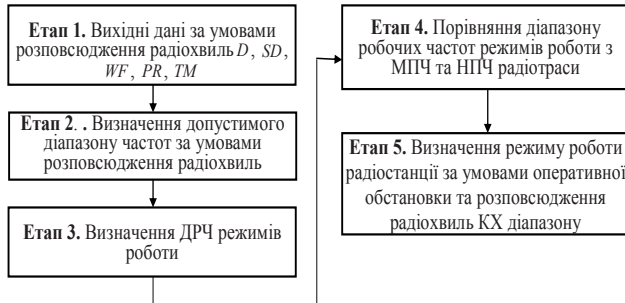 Етап 1. Вихідні дані за умовами
розповсюдження радіохвиль D, SD,
WF, PR, TM
Етап 2. . Визначення допустимого
діапазону частот за умовами
розповсюдження радіохвиль
Етап 3. Визначення ДРЧ режимів
роботи
Етап 4. Порівняння діапазону
робочих частот режимів роботи з
МПЧ та НПЧ радіотраси
Етап 5. Визначення режиму роботи
радіостанції за умовами оперативної
обстановки та розповсюдження
радіохвиль КХ діапазону